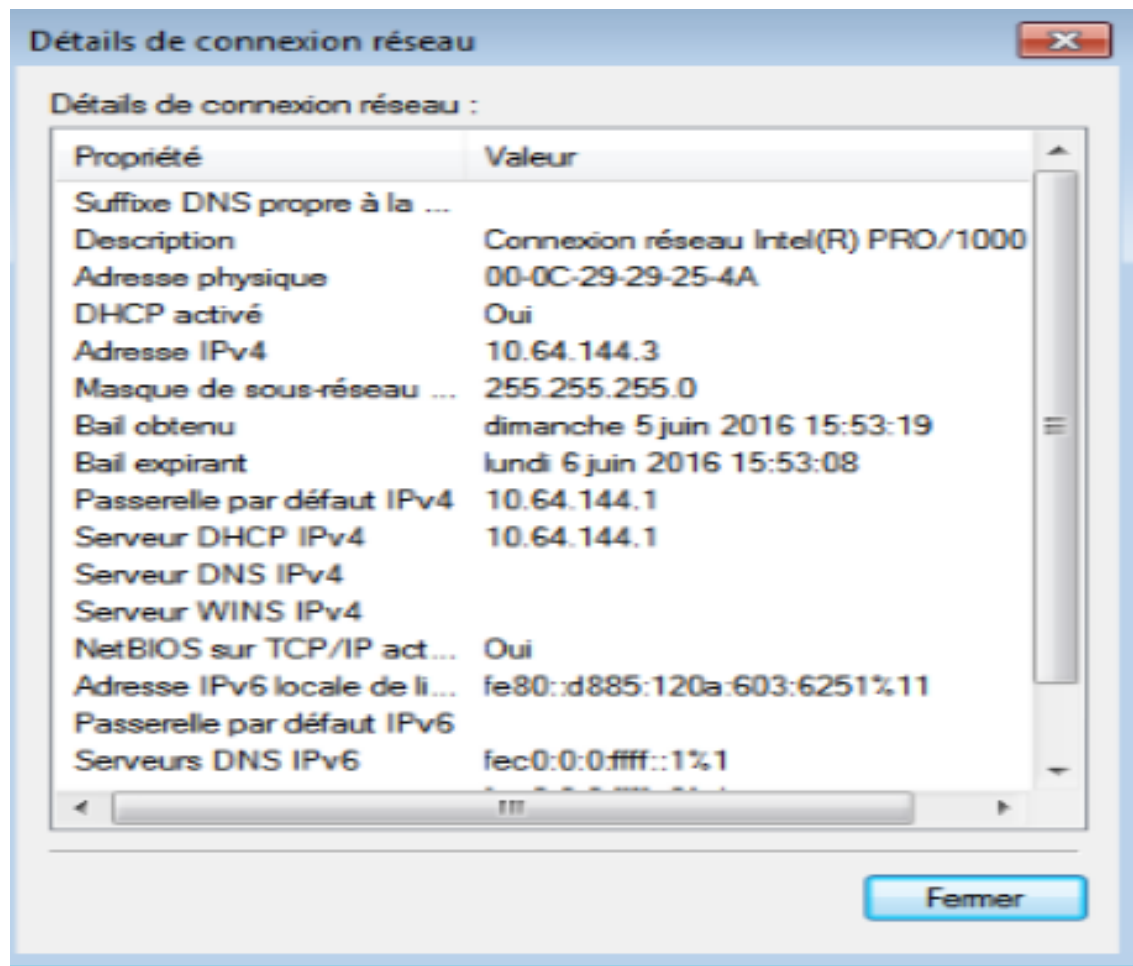 Détails de connexion réseau
Détails de connexion réseau :
Propriété Valeur
Suffixe DNS propre à la ...
Description Connexion réseau Intel(R) PRO/1000
Adresse physique 00-0C-29-29-25-4A
DHCP activé Oui
Adresse IPv4 10.64.144.3
Masque de sous-réseau ... 255.255.255.0
Bail obtenu dimanche 5 juin 2016 15:53:19
Bail expirant lundi 6 juin 2016 15:53:08
Passerelle par défaut IPv4 10.64.144.1
Serveur DHCP IPv4 10.64.144.1
Serveur DNS IPv4
Serveur WINS IPv4
NetBIOS sur TCP/IP act... Oui
Adresse IPv6 locale de li... fe80::d885:120a:603:6251%11
Passerelle par défaut IPv6
Serveurs DNS IPv6 fec0:0:0:ffff::1%1
Fermer